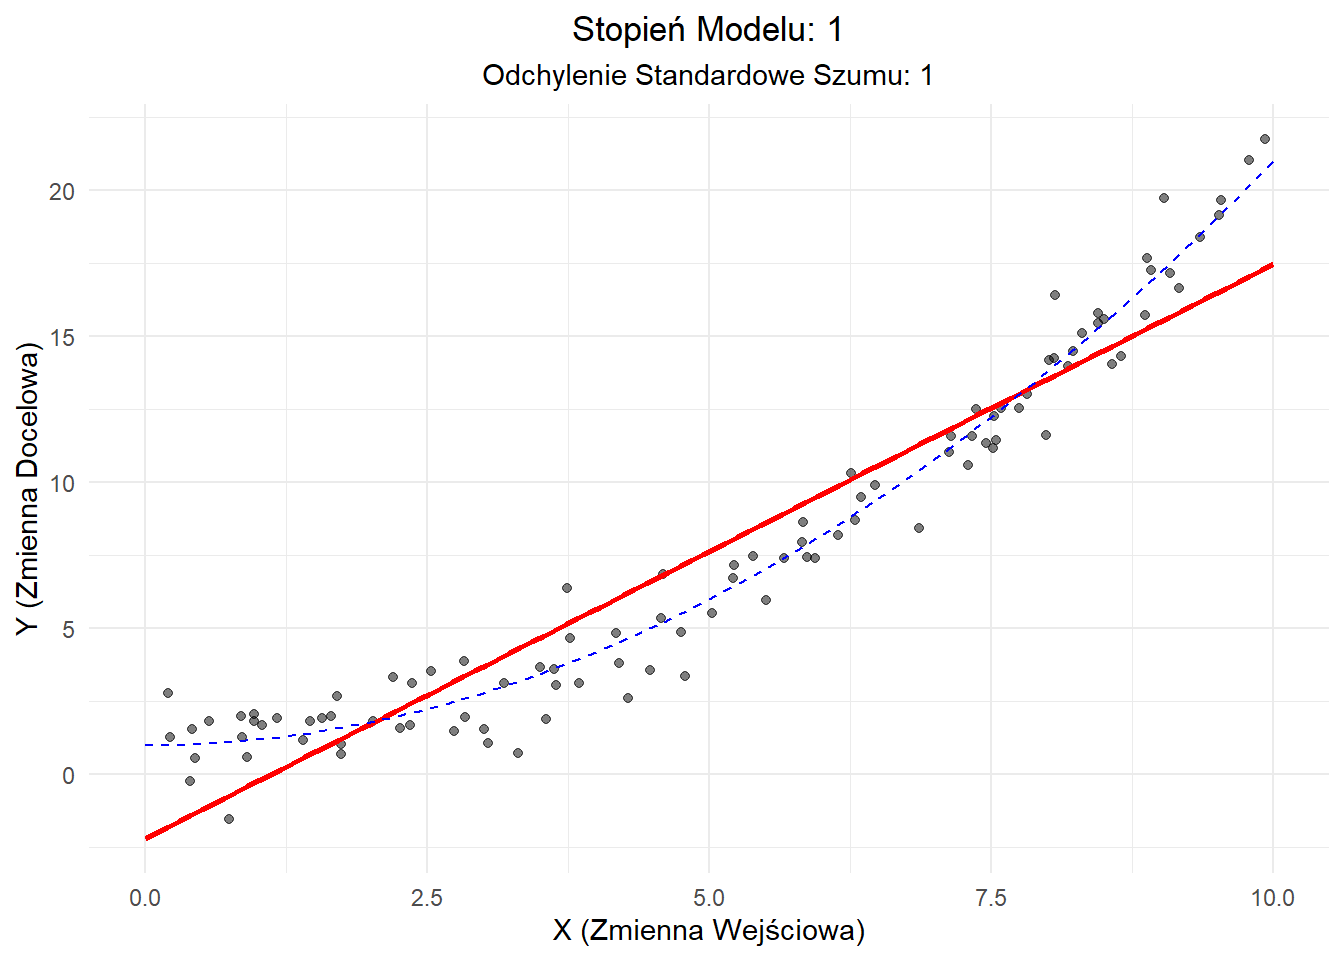 Stopień Modelu: 1
Odchylenie Standardowe Szumu: 1
Y (Zmienna Docelowa)
20
15
10
5
0
0.0 2.5 5.0 7.5 10.0
X (Zmienna Wejściowa)